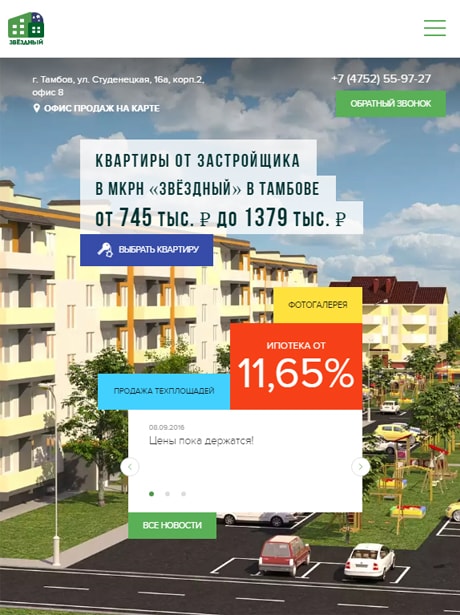 ЗВЁЗДНЫЙ
г. Тамбов, ул. Студенецкая, 16а, корп.2,
офис 8
ОФИС ПРОДАЖ НА КАРТЕ
+7 (4752) 55-97-27
ОБРАТНЫЙ ЗВОНОК
КВАРТИРЫ ОТ ЗАСТРОЙЩИКА
В МКРН «ЗВЁЗДНЫЙ» В ТАМБОВЕ
ОТ 745 ТЫС. ₽ ДО 1379 ТЫС. ₽
ВЫБРАТЬ КВАРТИРУ
ФОТОГАЛЕРЕЯ
ИПОТЕКА ОТ
11,65%
ПРОДАЖА ТЕХПЛОЩАДЕЙ
08.09.2016
Цены пока держатся!
ВСЕ НОВОСТИ